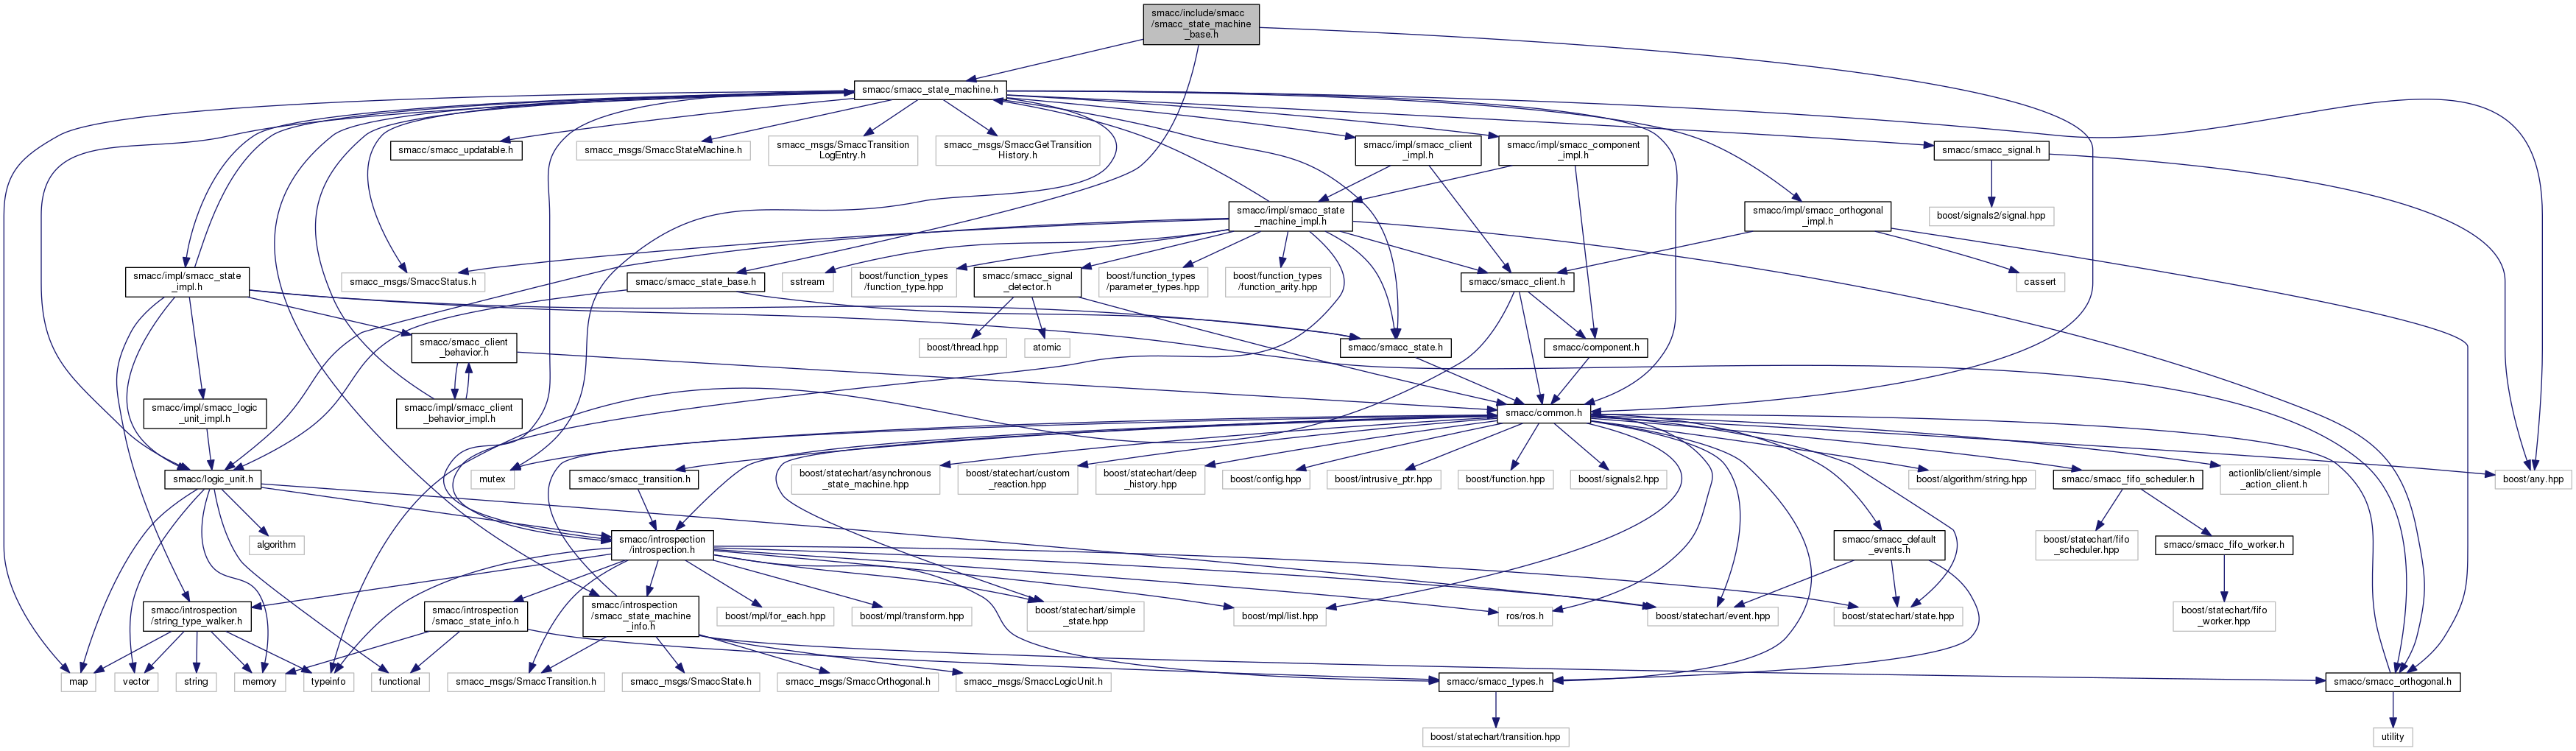 smacc/include/smacc
/smacc_state_machine
_base.h
smacc/smacc_state_machine.h
smacc/smacc_updatable.h
smacc_msgs/SmaccStateMachine.h
smacc_msgs/SmaccTransition
LogEntry.h
smacc_msgs/SmaccGetTransition
History.h
smacc/impl/smacc_client
_impl.h
smacc/impl/smacc_component
_impl.h
smacc/smacc_signal.h
smacc/impl/smacc_state
_machine_impl.h
smacc/impl/smacc_orthogonal
_impl.h
boost/signals2/signal.hpp
smacc/impl/smacc_state
_impl.h
smacc_msgs/SmaccStatus.h
smacc/smacc_state_base.h
sstream
boost/function_types
/function_type.hpp
smacc/smacc_signal
_detector.h
boost/function_types
/parameter_types.hpp
boost/function_types
/function_arity.hpp
smacc/smacc_client.h
cassert
smacc/smacc_client
_behavior.h
boost/thread.hpp
atomic
smacc/smacc_state.h
smacc/component.h
smacc/impl/smacc_logic
_unit_impl.h
smacc/impl/smacc_client
_behavior_impl.h
smacc/common.h
smacc/logic_unit.h
mutex
smacc/smacc_transition.h
boost/statechart/asynchronous
_state_machine.hpp
boost/statechart/custom
_reaction.hpp
boost/statechart/deep
_history.hpp
boost/config.hpp
boost/intrusive_ptr.hpp
boost/function.hpp
boost/signals2.hpp
boost/algorithm/string.hpp
smacc/smacc_fifo_scheduler.h
actionlib/client/simple
_action_client.h
boost/any.hpp
algorithm
smacc/introspection
/introspection.h
smacc/smacc_default
_events.h
boost/statechart/fifo
_scheduler.hpp
smacc/smacc_fifo_worker.h
smacc/introspection
/string_type_walker.h
smacc/introspection
/smacc_state_info.h
smacc/introspection
/smacc_state_machine
_info.h
boost/mpl/for_each.hpp
boost/mpl/transform.hpp
boost/statechart/simple
_state.hpp
boost/mpl/list.hpp
ros/ros.h
boost/statechart/event.hpp
boost/statechart/state.hpp
boost/statechart/fifo
_worker.hpp
map
vector
string
memory
typeinfo
functional
smacc_msgs/SmaccTransition.h
smacc_msgs/SmaccState.h
smacc_msgs/SmaccOrthogonal.h
smacc_msgs/SmaccLogicUnit.h
smacc/smacc_types.h
smacc/smacc_orthogonal.h
boost/statechart/transition.hpp
utility